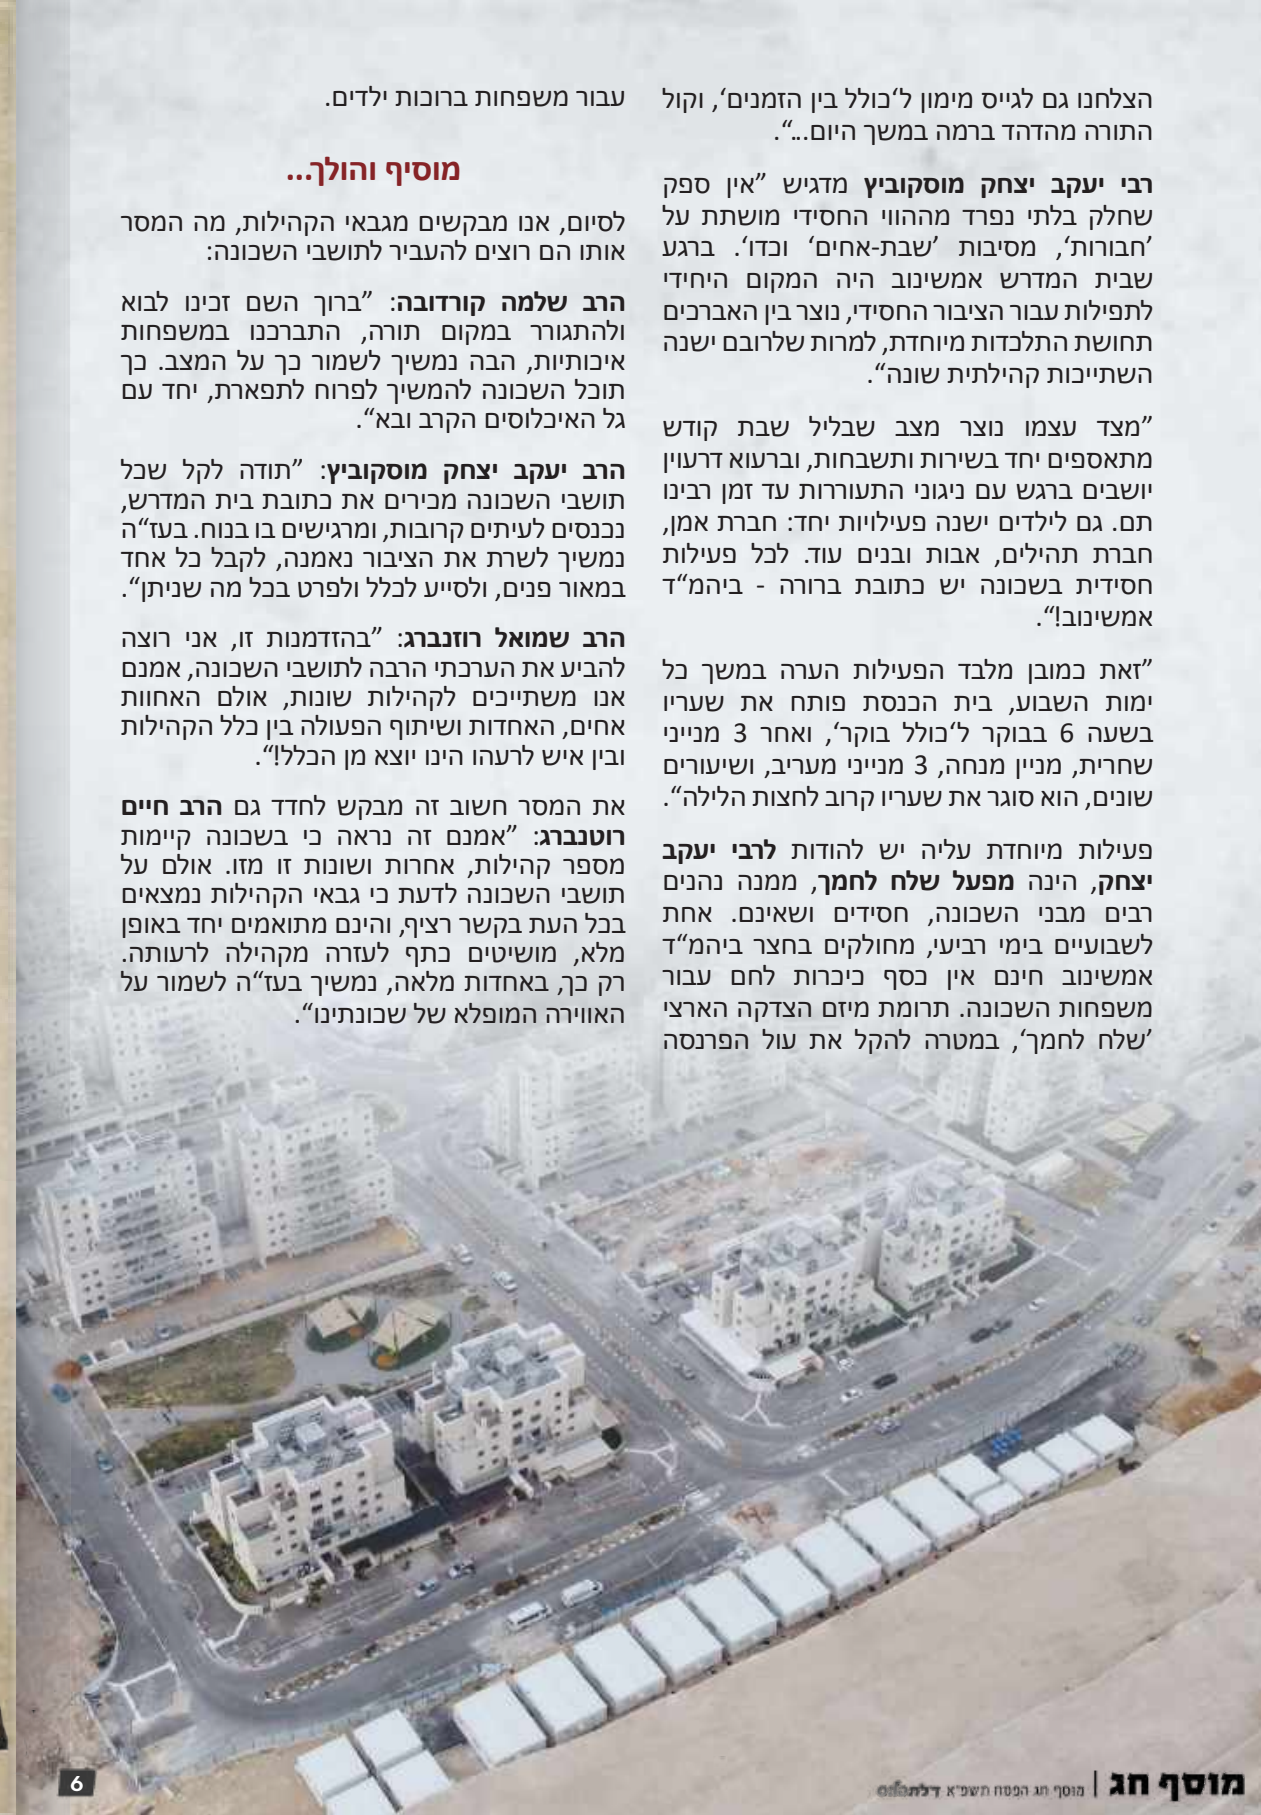 הצלחנו גם לגייס מימון ל'כולל בין הזמנים', וקול
התורה מהדהד ברמה במשך היום...".
רבי יעקב יצחק מוסקוביץ מדגיש "אין ספק
שחלק בלתי נפרד מההווי החסידי מושתת על
'חבורות', מסיבות 'שבת-אחים' וכדו'. ברגע
שבית המדרש אמשינוב היה המקום היחידי
לתפילות עבור הציבור החסידי, נוצר בין האברכים
תחושת התלכדות מיוחדת, למרות שלרובם ישנה
השתייכות קהילתית שונה".
"מצד עצמו נוצר מצב שבליל שבת קודש
מתאספים יחד בשירות ותשבחות, וברעוא דרעוין
יושבים ברגש עם ניגוני התעוררות עד זמן רבינו
תם. גם לילדים ישנה פעילויות יחד: חברת אמן,
חברת תהילים, אבות ובנים עוד. לכל פעילות
חסידית בשכונה יש כתובת ברורה - ביהמ"ד
אמשינוב!".
"זאת כמובן מלבד הפעילות הערה במשך כל
ימות השבוע, בית הכנסת פותח את שעריו
בשעה 6 בבוקר ל'כולל בוקר', ואחר 3 מנייני
שחרית, מניין מנחה, 3 מנייני מעריב, ושיעורים
שונים, הוא סוגר את שעריו קרוב לחצות הלילה".
פעילות מיוחדת עליה יש להודות לרבי יעקב
יצחק, הינה מפעל שלח לחמך, ממנה נהנים
רבים מבני השכונה, חסידים ושאינם. אחת
לשבועיים בימי רביעי, מחולקים בחצר ביהמ"ד
אמשינוב חינם אין כסף כיכרות לחם עבור
משפחות השכונה. תרומת מיזם הצדקה הארצי
'שלח לחמך', במטרה להקל את עול הפרנסה
עבור משפחות ברוכות ילדים.
מוסיף והולך...
לסיום, אנו מבקשים מגבאי הקהילות, מה המסר
אותו הם רוצים להעביר לתושבי השכונה:
הרב שלמה קורדובה: "ברוך השם זכינו לבוא
ולהתגורר במקום תורה, התברכנו במשפחות
איכותיות, הבה נמשיך לשמור כך על המצב. כך
תוכל השכונה להמשיך לפרוח לתפארת, יחד עם
גל האיכלוסים הקרב ובא".
הרב יעקב יצחק מוסקוביץ: "תודה לקל שכל
תושבי השכונה מכירים את כתובת בית המדרש,
נכנסים לעיתים קרובות, ומרגישים בו בנוח. בעז"ה
נמשיך לשרת את הציבור נאמנה, לקבל כל אחד
במאור פנים, ולסייע לכלל ולפרט בכל מה שניתן".
הרב שמואל רוזנברג: "בהזדמנות זו, אני רוצה
להביע את הערכתי הרבה לתושבי השכונה, אמנם
אנו משתייכים לקהילות שונות, אולם האחוות
אחים, האחדות ושיתוף הפעולה בין כלל הקהילות
ובין איש לרעהו הינו יוצא מן הכלל!".
את המסר חשוב זה מבקש לחדד גם הרב חיים
רוטנברג: "אמנם זה נראה כי בשכונה קיימות
מספר קהילות, אחרות ושונות זו מזו. אולם על
תושבי השכונה לדעת כי גבאי הקהילות נמצאים
בכל העת בקשר רציף, והינם מתואמים יחד באופן
מלא, מושיטים כתף לעזרה מקהילה לרעותה.
רק כך, באחדות מלאה, נמשיך בעז"ה לשמור על
האווירה המופלא של שכונתינו".
מוסף חג | מוסף חג הפסח תשפ"א
6